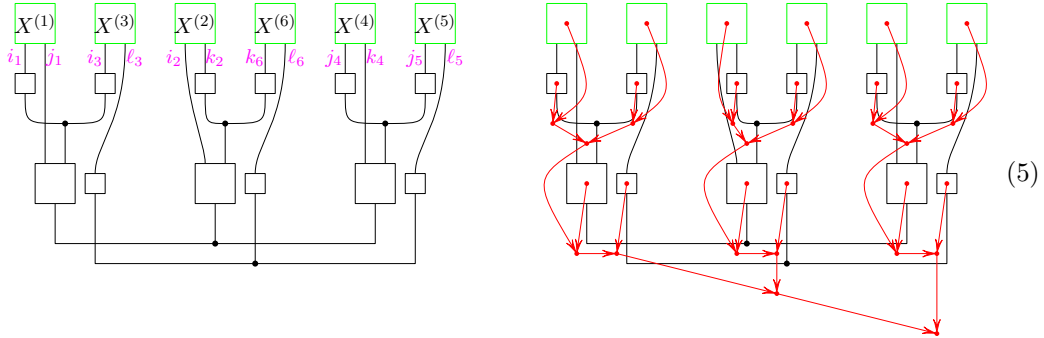 X^{(1)} X^{(3)} X^{(2)} X^{(6)} X^{(4)} X^{(5)}
i_1 j_1 i_3 ℓ_3 i_2 k_2 k_6 ℓ_6 j_4 k_4 j_5 ℓ_5
(5)